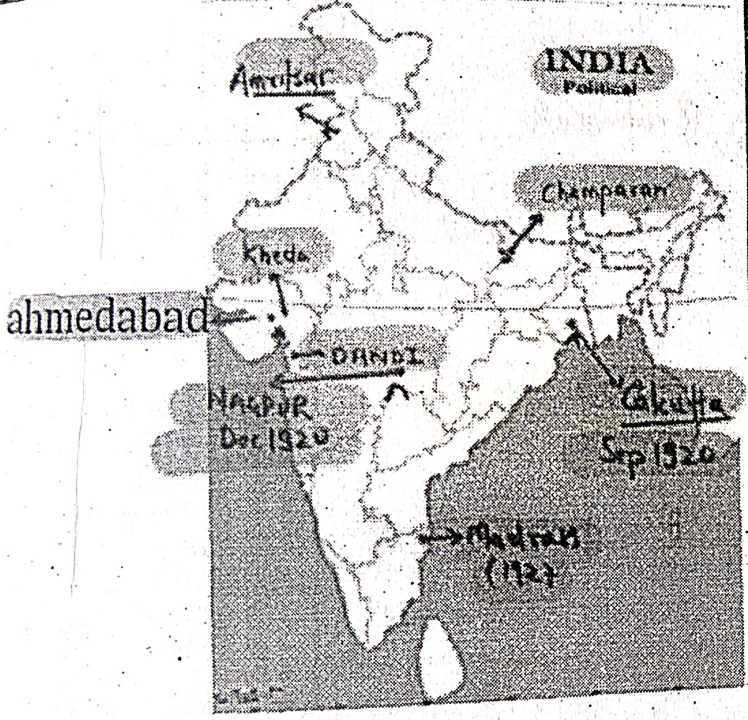 INDIA
Political
Amritsar
Champaran
Kheda
ahmedabad
DANDI
NAGPUR
Dec 1920
Calcutta
Sep 1920
Madras
(1927